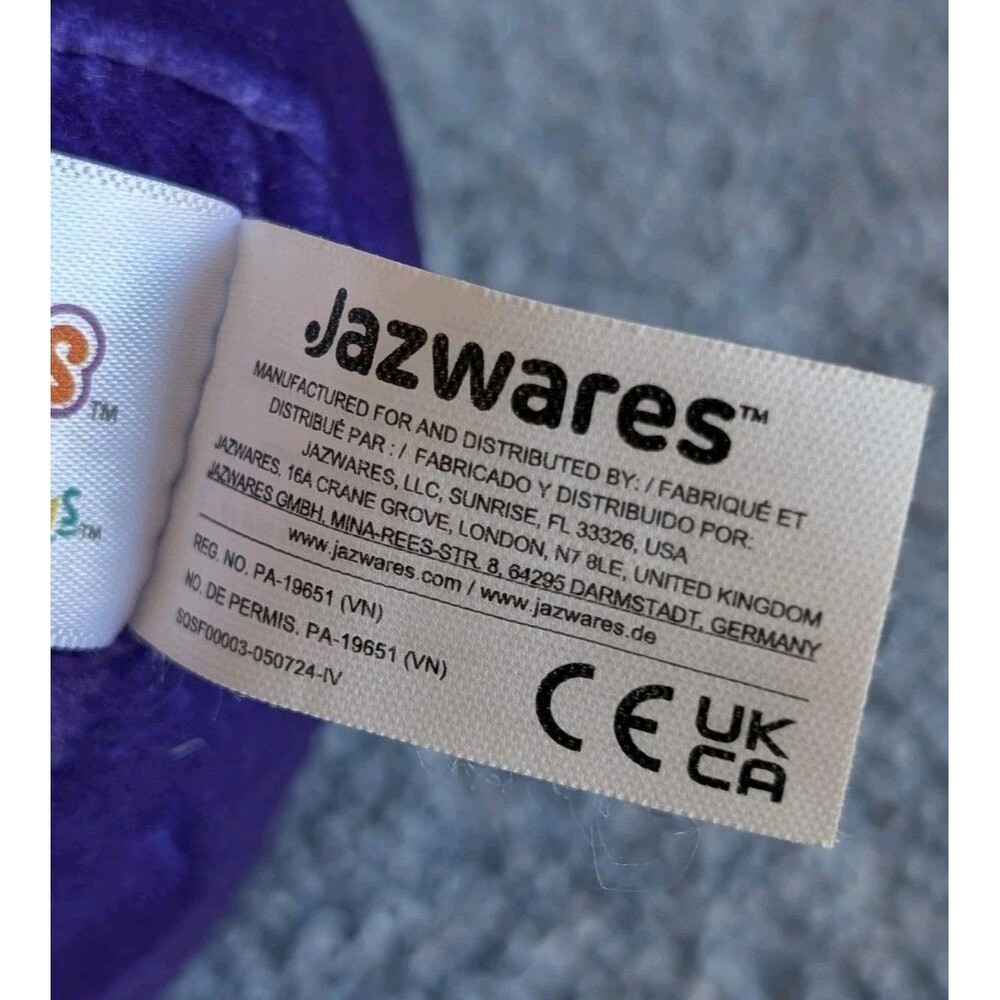 Jazwares™
MANUFACTURED FOR AND DISTRIBUTED BY: / FABRIQUÉ ET
DISTRIBUÉ PAR : / FABRICADO Y DISTRIBUIDO POR:
JAZWARES, LLC, SUNRISE, FL 33326, USA
JAZWARES, 16A CRANE GROVE, LONDON, N7 8LE, UNITED KINGDOM
JAZWARES GMBH, MINA-REES-STR. 8, 64295 DARMSTADT, GERMANY
www.jazwares.com / www.jazwares.de
REG. NO. PA-19651 (VN)
NO. DE PERMIS. PA-19651 (VN)
SQSF00003-050724-IV
CE UK
CA
S™
S™